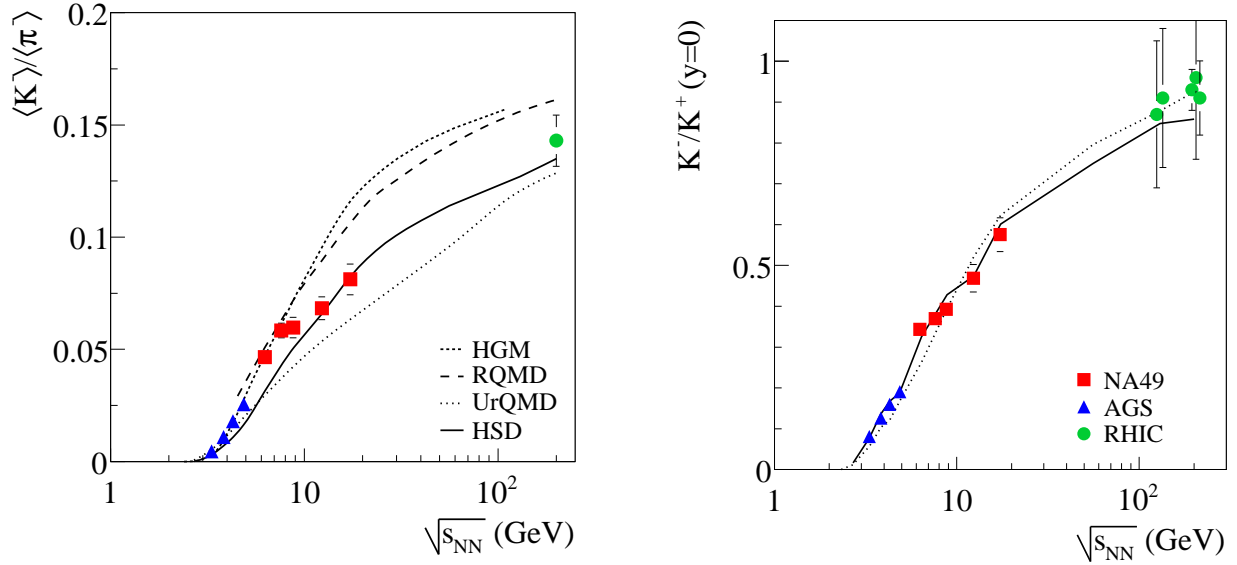 ⟨K⁻⟩/⟨π⁻⟩
0.2
0.15
0.1
0.05
0
HGM
RQMD
UrQMD
HSD
1 10 10²
√s_NN (GeV)
K⁻/K⁺ (y=0)
1
0.5
0
NA49
AGS
RHIC
1 10 10²
√s_NN (GeV)